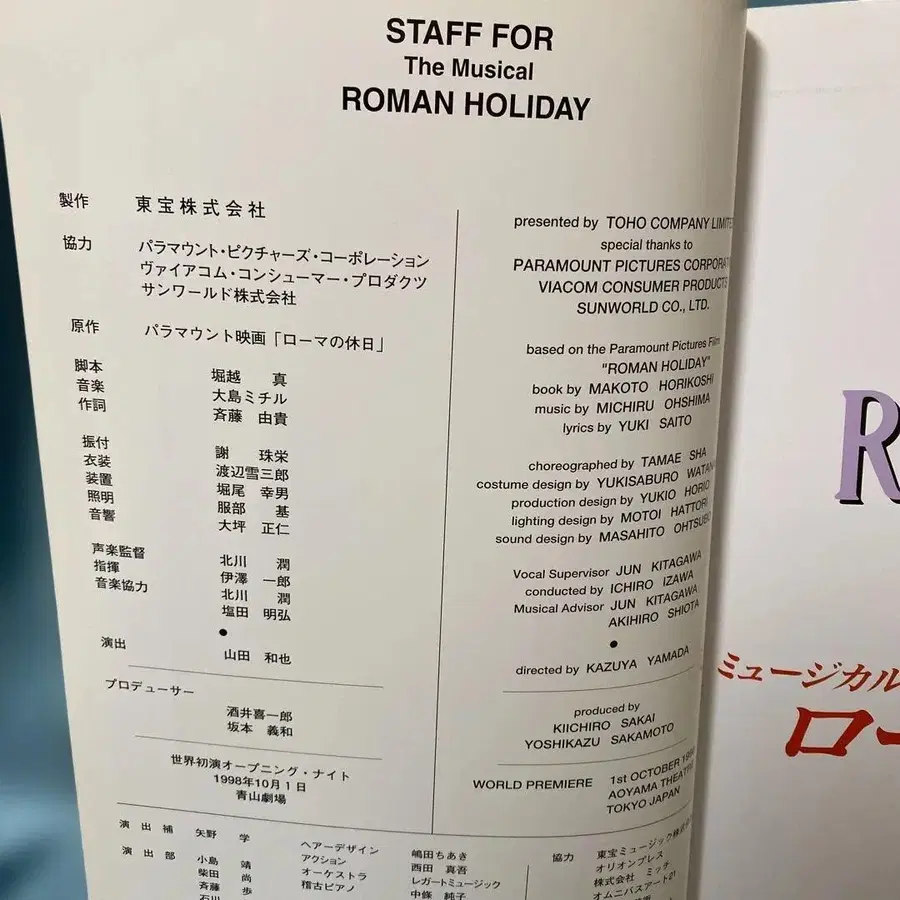 STAFF FOR
The Musical
ROMAN HOLIDAY
製作 東宝株式会社
協力 パラマウント・ピクチャーズ・コーポレーション
ヴァイアコム・コンシューマー・プロダクツ
サンワールド株式会社
原作 パラマウント映画「ローマの休日」
脚本 堀越 真
音楽 大島ミチル
作詞 斉藤 由貴
振付 謝 珠栄
衣装 渡辺雪三郎
装置 堀尾 幸男
照明 服部 基
音響 大坪 正仁
声楽監督 北川 潤
指揮 伊澤 一郎
音楽協力 北川 潤
塩田 明弘
●
演出 山田 和也
プロデューサー
酒井喜一郎
坂本 義和
世界初演オープニング・ナイト
1998年10月1日
青山劇場
presented by TOHO COMPANY LIMITE
special thanks to
PARAMOUNT PICTURES CORPORAT
VIACOM CONSUMER PRODUCTS
SUNWORLD CO., LTD.
based on the Paramount Pictures Film
"ROMAN HOLIDAY"
book by MAKOTO HORIKOSHI
music by MICHIRU OHSHIMA
lyrics by YUKI SAITO
choreographed by TAMAE SHA
costume design by YUKISABURO WATANA
production design by YUKIO HORIO
lighting design by MOTOI HATTORI
sound design by MASAHITO OHTSUBO
Vocal Supervisor JUN KITAGAWA
conducted by ICHIRO IZAWA
Musical Advisor JUN KITAGAWA
AKIHIRO SHIOTA
●
directed by KAZUYA YAMADA
produced by
KIICHIRO SAKAI
YOSHIKAZU SAKAMOTO
WORLD PREMIERE 1st OCTOBER
AOYAMA THEATR
TOKYO JAPAN
演出補 矢野 学
演出部 小島 靖
柴田 尚
斉藤 歩
ヘアーデザイン 嶋田ちあき
アクション 西田 真吾
オーケストラ レガートミュージック
稽古ピアノ 中條 純子
協力 東宝ミュージック株式会社
オリオンプレス
株式会社 ミッケ
オムニバスアート21
R
ミュージカル
ロー